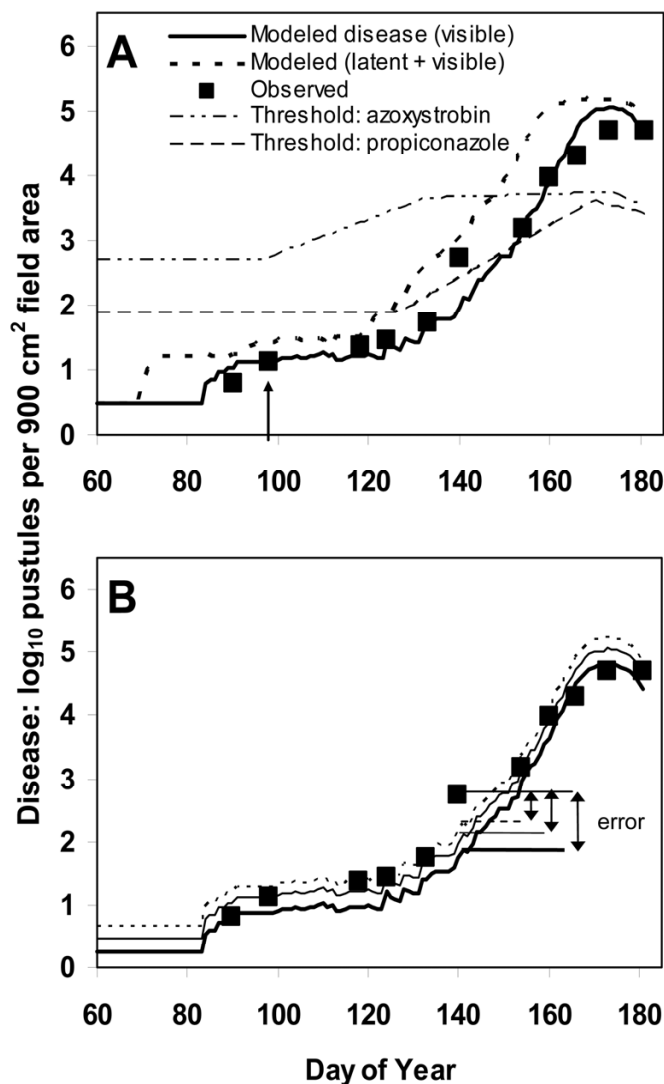 A
Modeled disease (visible)
Modeled (latent + visible)
Observed
Threshold: azoxystrobin
Threshold: propiconazole
6
5
4
3
2
1
0
60 80 100 120 140 160 180
Disease: log₁₀ pustules per 900 cm² field area
B
6
5
4
3
2
1
0
error
60 80 100 120 140 160 180
Day of Year